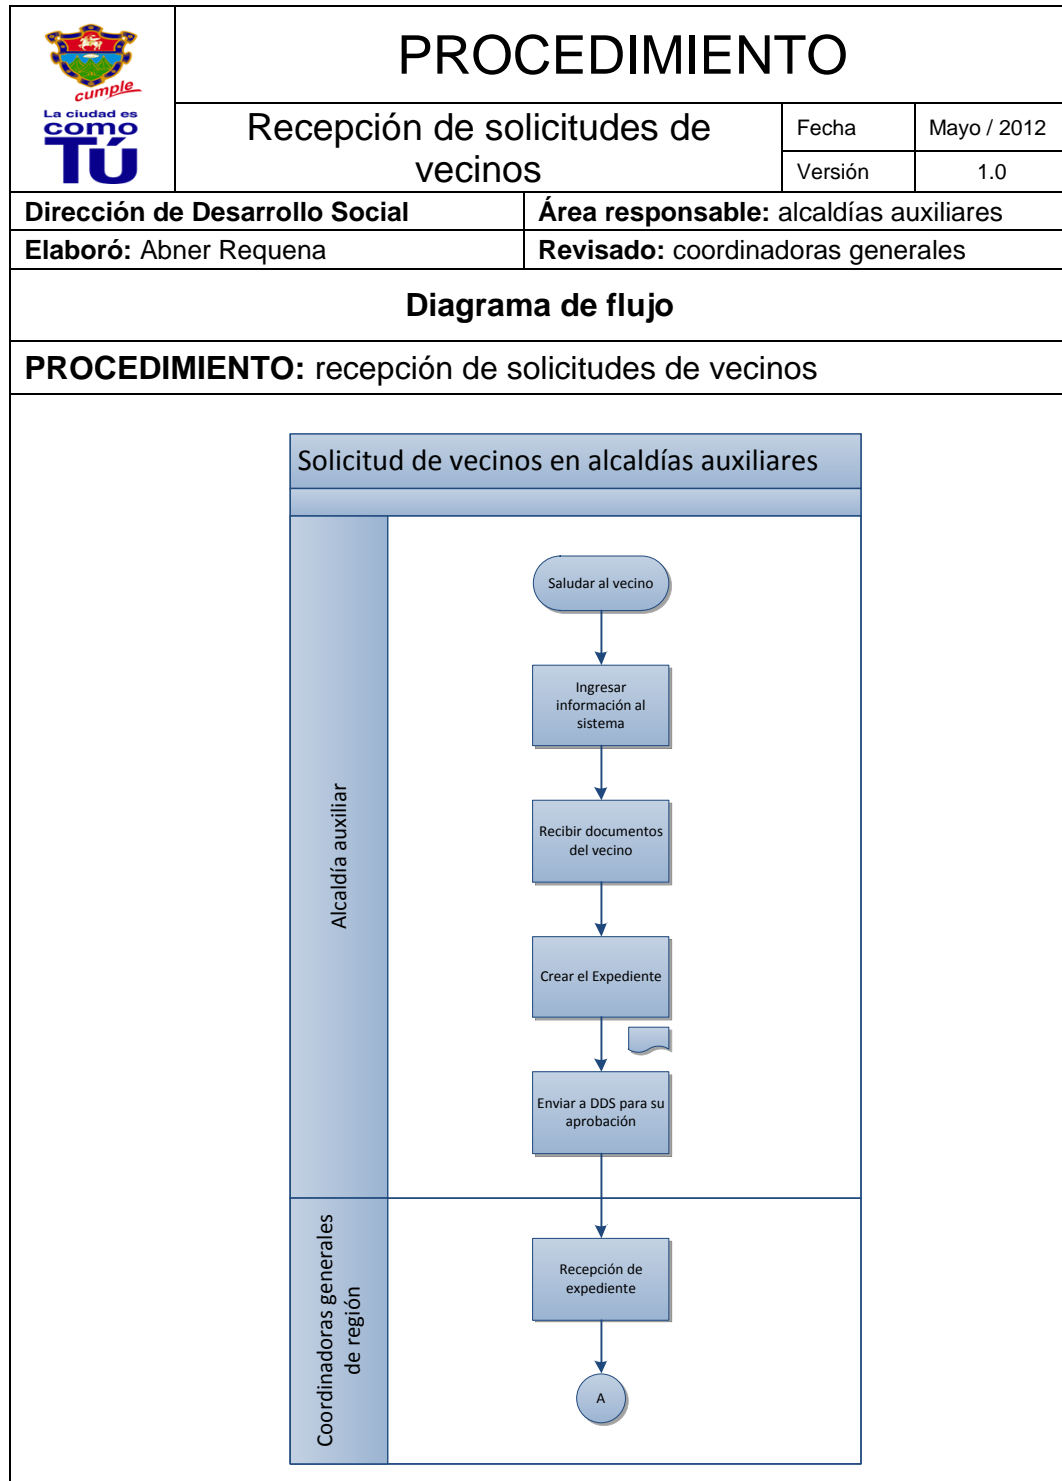 cumple
La ciudad es
como
TÚ
PROCEDIMIENTO
Recepción de solicitudes de
vecinos
Fecha
Mayo / 2012
Versión
1.0
Dirección de Desarrollo Social
Área responsable: alcaldías auxiliares
Elaboró: Abner Requena
Revisado: coordinadoras generales
Diagrama de flujo
PROCEDIMIENTO: recepción de solicitudes de vecinos
Solicitud de vecinos en alcaldías auxiliares
Alcaldía auxiliar
Saludar al vecino
Ingresar
información al
sistema
Recibir documentos
del vecino
Crear el Expediente
Enviar a DDS para su
aprobación
Coordinadoras generales
de región
Recepción de
expediente
A